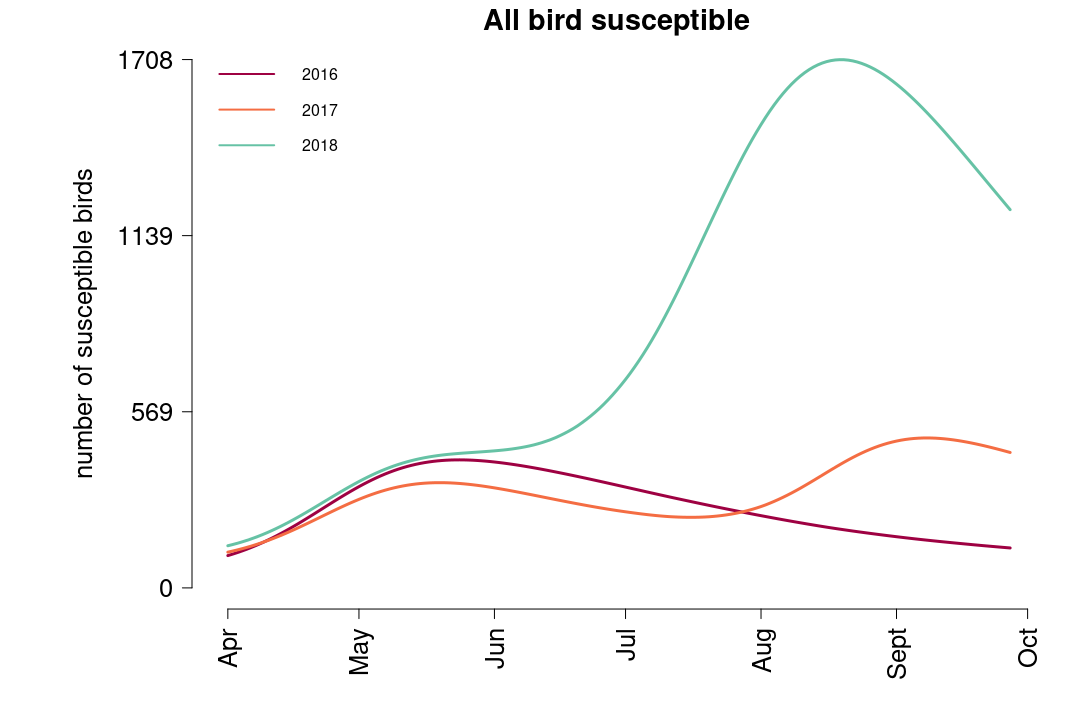 All bird susceptible
2016
2017
2018
number of susceptible birds
1708
1139
569
0
Apr
May
Jun
Jul
Aug
Sept
Oct